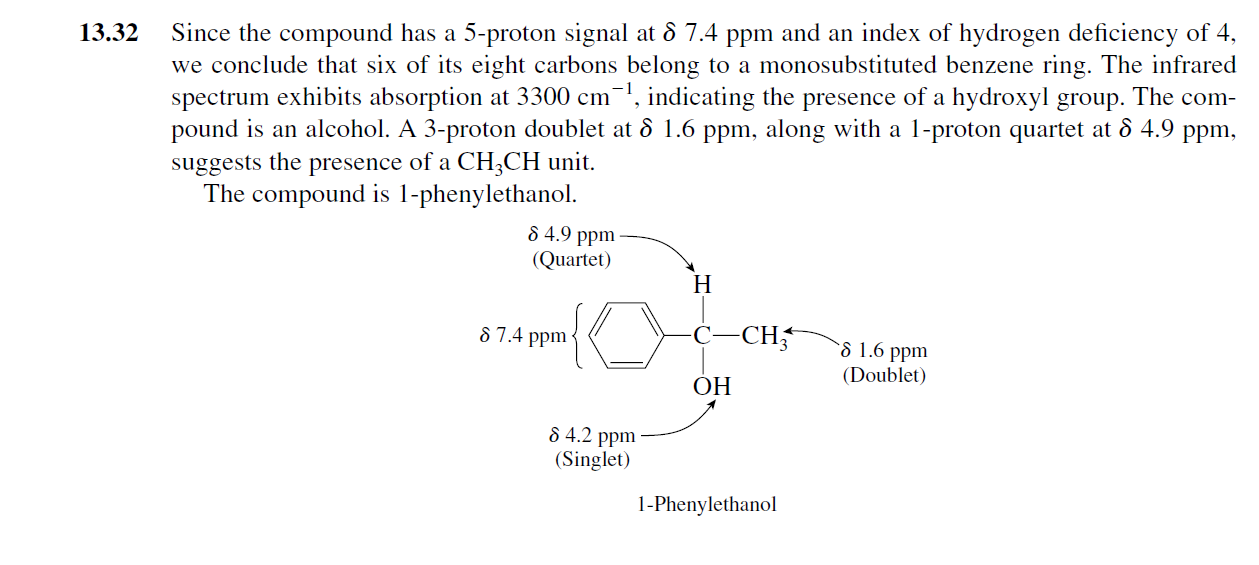 13.32 Since the compound has a 5-proton signal at δ 7.4 ppm and an index of hydrogen deficiency of 4,
we conclude that six of its eight carbons belong to a monosubstituted benzene ring. The infrared
spectrum exhibits absorption at 3300 cm⁻¹, indicating the presence of a hydroxyl group. The com-
pound is an alcohol. A 3-proton doublet at δ 1.6 ppm, along with a 1-proton quartet at δ 4.9 ppm,
suggests the presence of a CH₃CH unit.
The compound is 1-phenylethanol.
δ 4.9 ppm
(Quartet)
H
δ 7.4 ppm
C—CH₃
δ 1.6 ppm
(Doublet)
OH
δ 4.2 ppm
(Singlet)
1-Phenylethanol